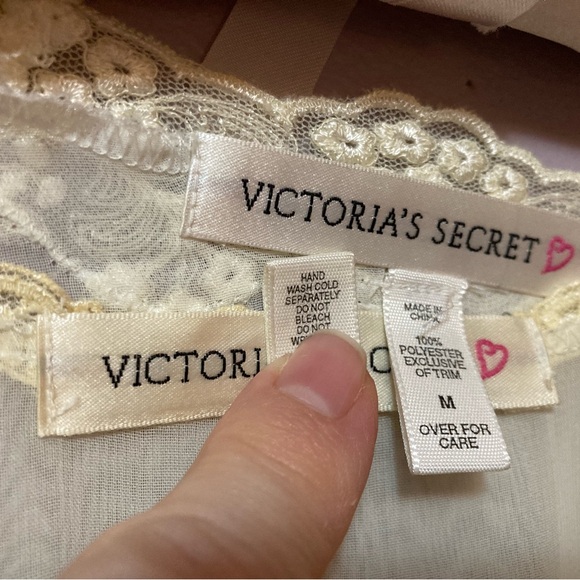 VICTORIA'S SECRET
HAND
WASH COLD
SEPARATELY
DO NOT
BLEACH
DO NOT
MADE IN
CHINA
100%
POLYESTER
EXCLUSIVE
OF TRIM
M
OVER FOR
CARE
VICTORI